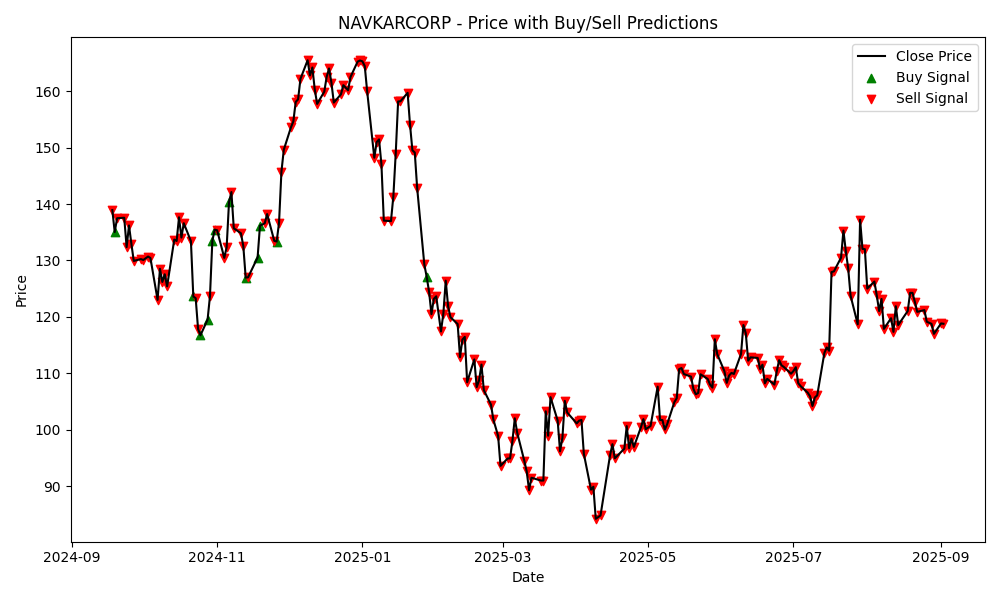 NAVKARCORP - Price with Buy/Sell Predictions
Close Price
Buy Signal
Sell Signal
Price
160
150
140
130
120
110
100
90
2024-09
2024-11
2025-01
2025-03
2025-05
2025-07
2025-09
Date